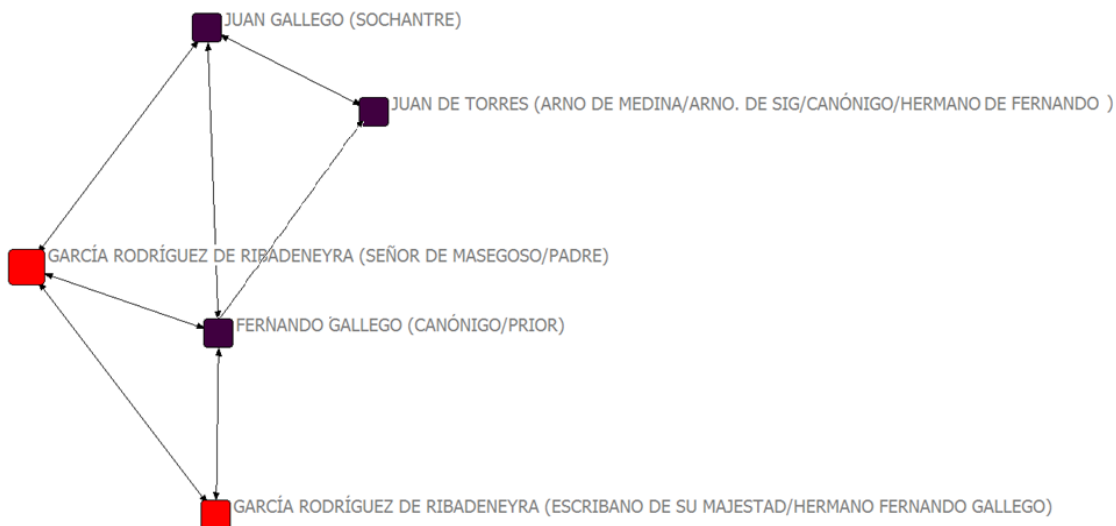 JUAN GALLEGO (SOCHANTRE)
JUAN DE TORRES (ARNO DE MEDINA/ARNO. DE SIG/CANÓNIGO/HERMANO DE FERNANDO )
GARCÍA RODRÍGUEZ DE RIBADENEYRA (SEÑOR DE MASEGOSO/PADRE)
FERNANDO GALLEGO (CANÓNIGO/PRIOR)
GARCÍA RODRÍGUEZ DE RIBADENEYRA (ESCRIBANO DE SU MAJESTAD/HERMANO FERNANDO GALLEGO)